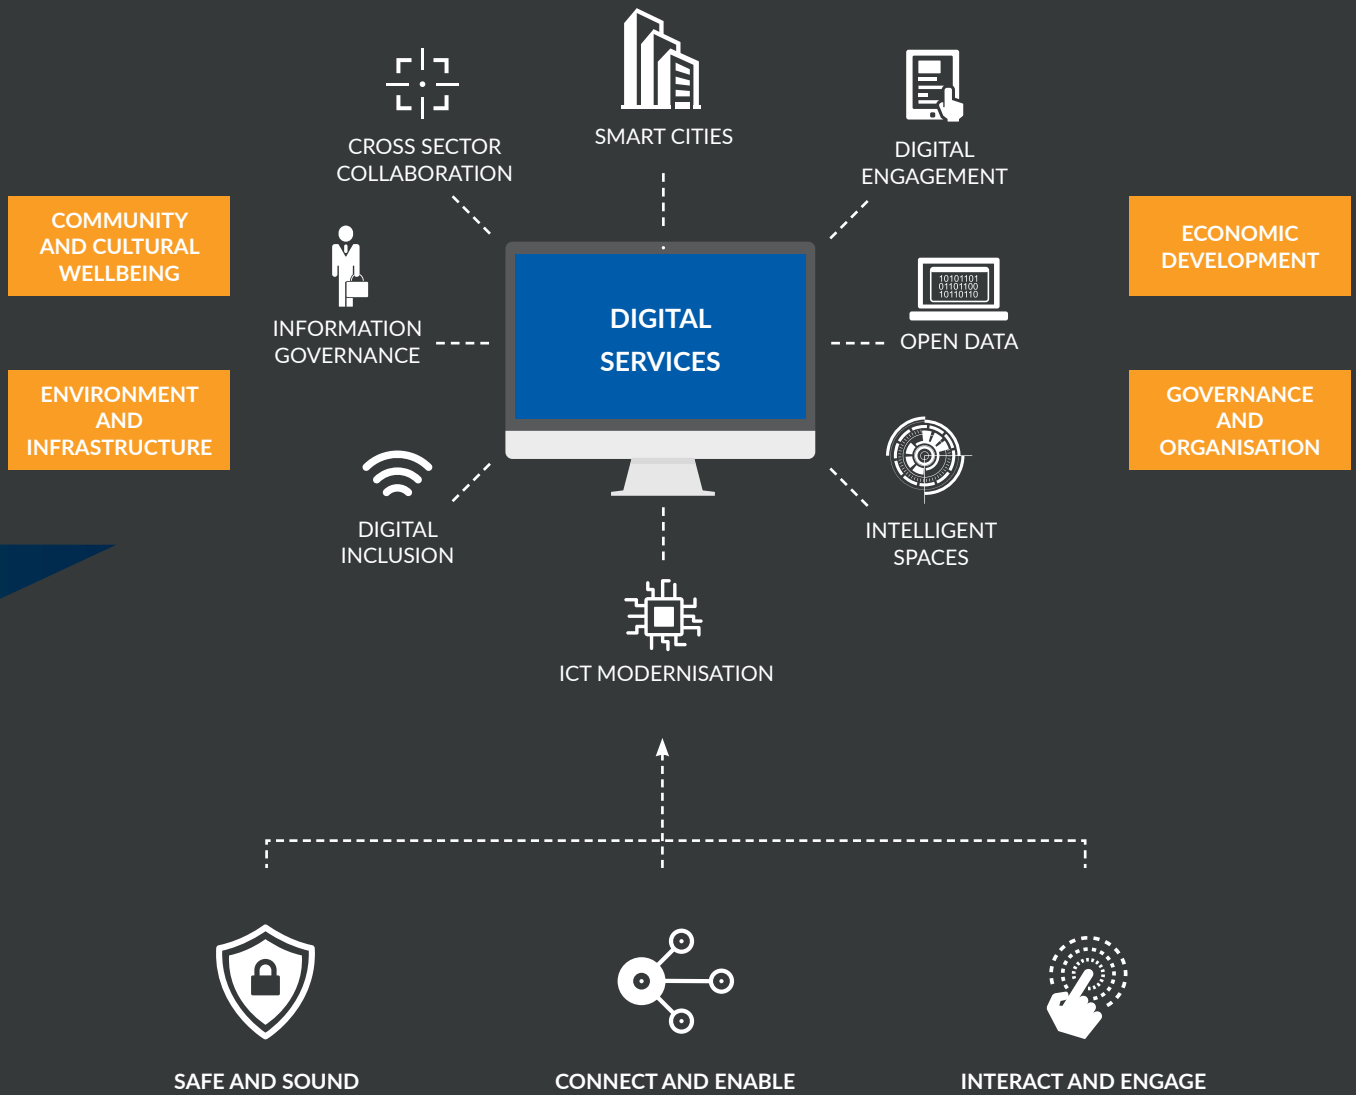 CROSS SECTOR
COLLABORATION
SMART CITIES
DIGITAL
ENGAGEMENT
COMMUNITY
AND CULTURAL
WELLBEING
ECONOMIC
DEVELOPMENT
INFORMATION
GOVERNANCE
DIGITAL
SERVICES
10101101
01101100
10110110
OPEN DATA
ENVIRONMENT
AND
INFRASTRUCTURE
GOVERNANCE
AND
ORGANISATION
DIGITAL
INCLUSION
INTELLIGENT
SPACES
ICT MODERNISATION
SAFE AND SOUND
CONNECT AND ENABLE
INTERACT AND ENGAGE